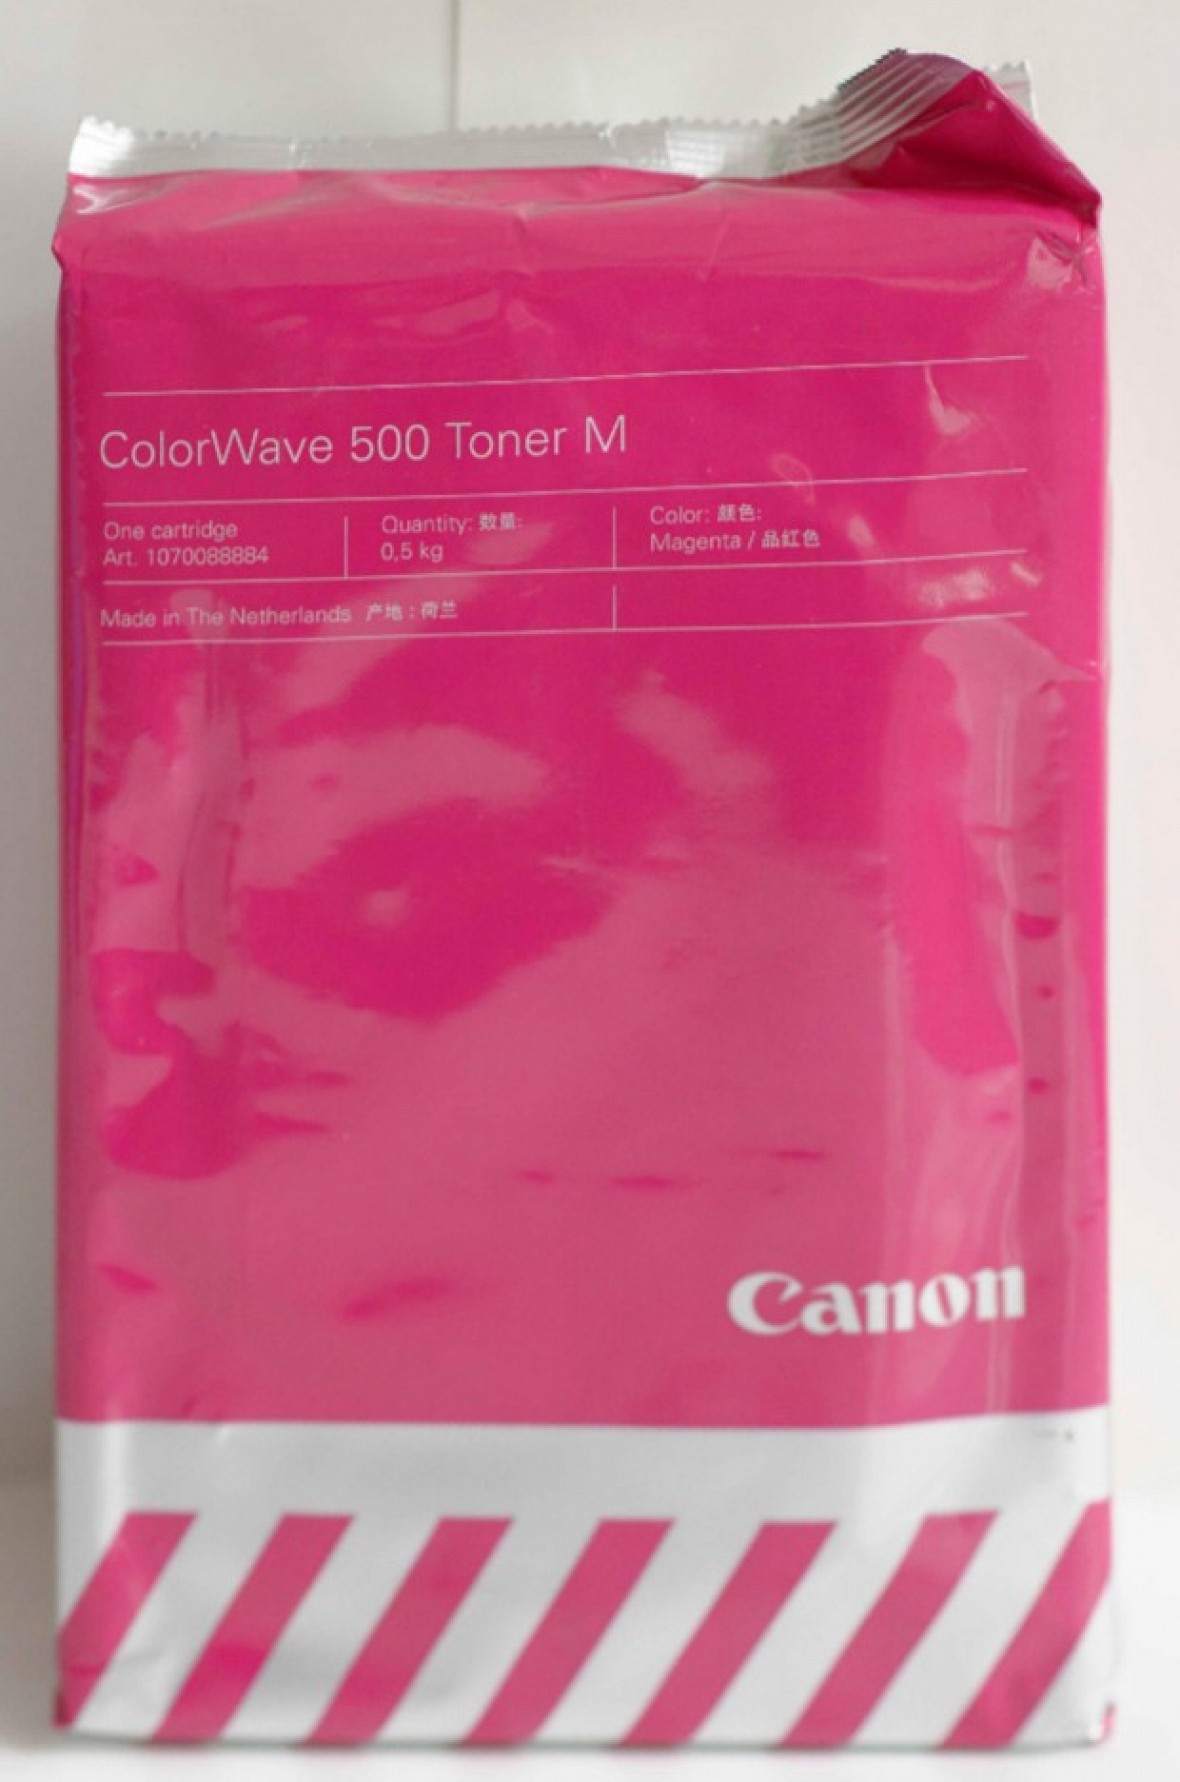 ColorWave 500 Toner M
One cartridge
Art. 1070088884
Quantity: 数量:
0,5 kg
Color: 颜色:
Magenta / 品红色
Made in The Netherlands 产地：荷兰
Canon